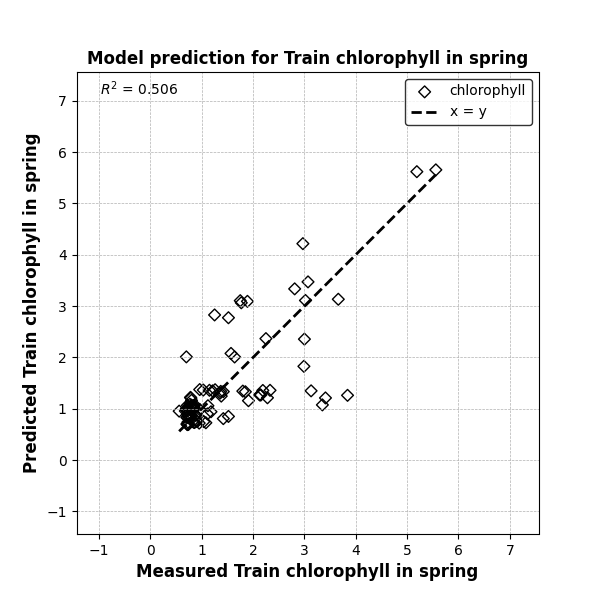 Model prediction for Train chlorophyll in spring
R² = 0.506
chlorophyll
x = y
Predicted Train chlorophyll in spring
7
6
5
4
3
2
1
0
−1
−1 0 1 2 3 4 5 6 7
Measured Train chlorophyll in spring